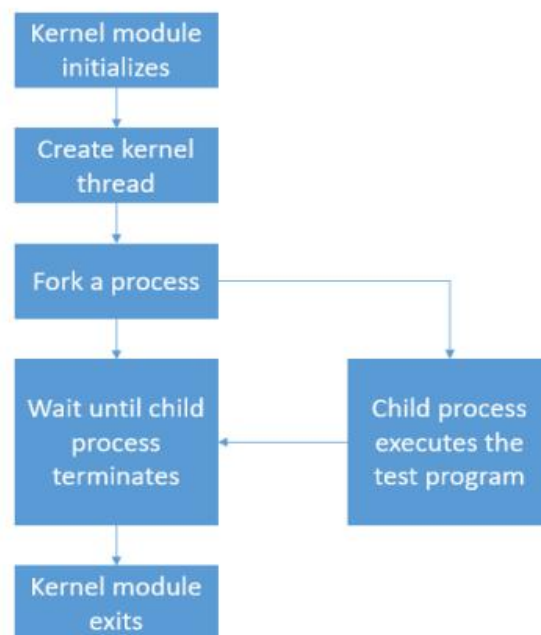 Kernel module
initializes
Create kernel
thread
Fork a process
Wait until child
process
terminates
Child process
executes the
test program
Kernel module
exits